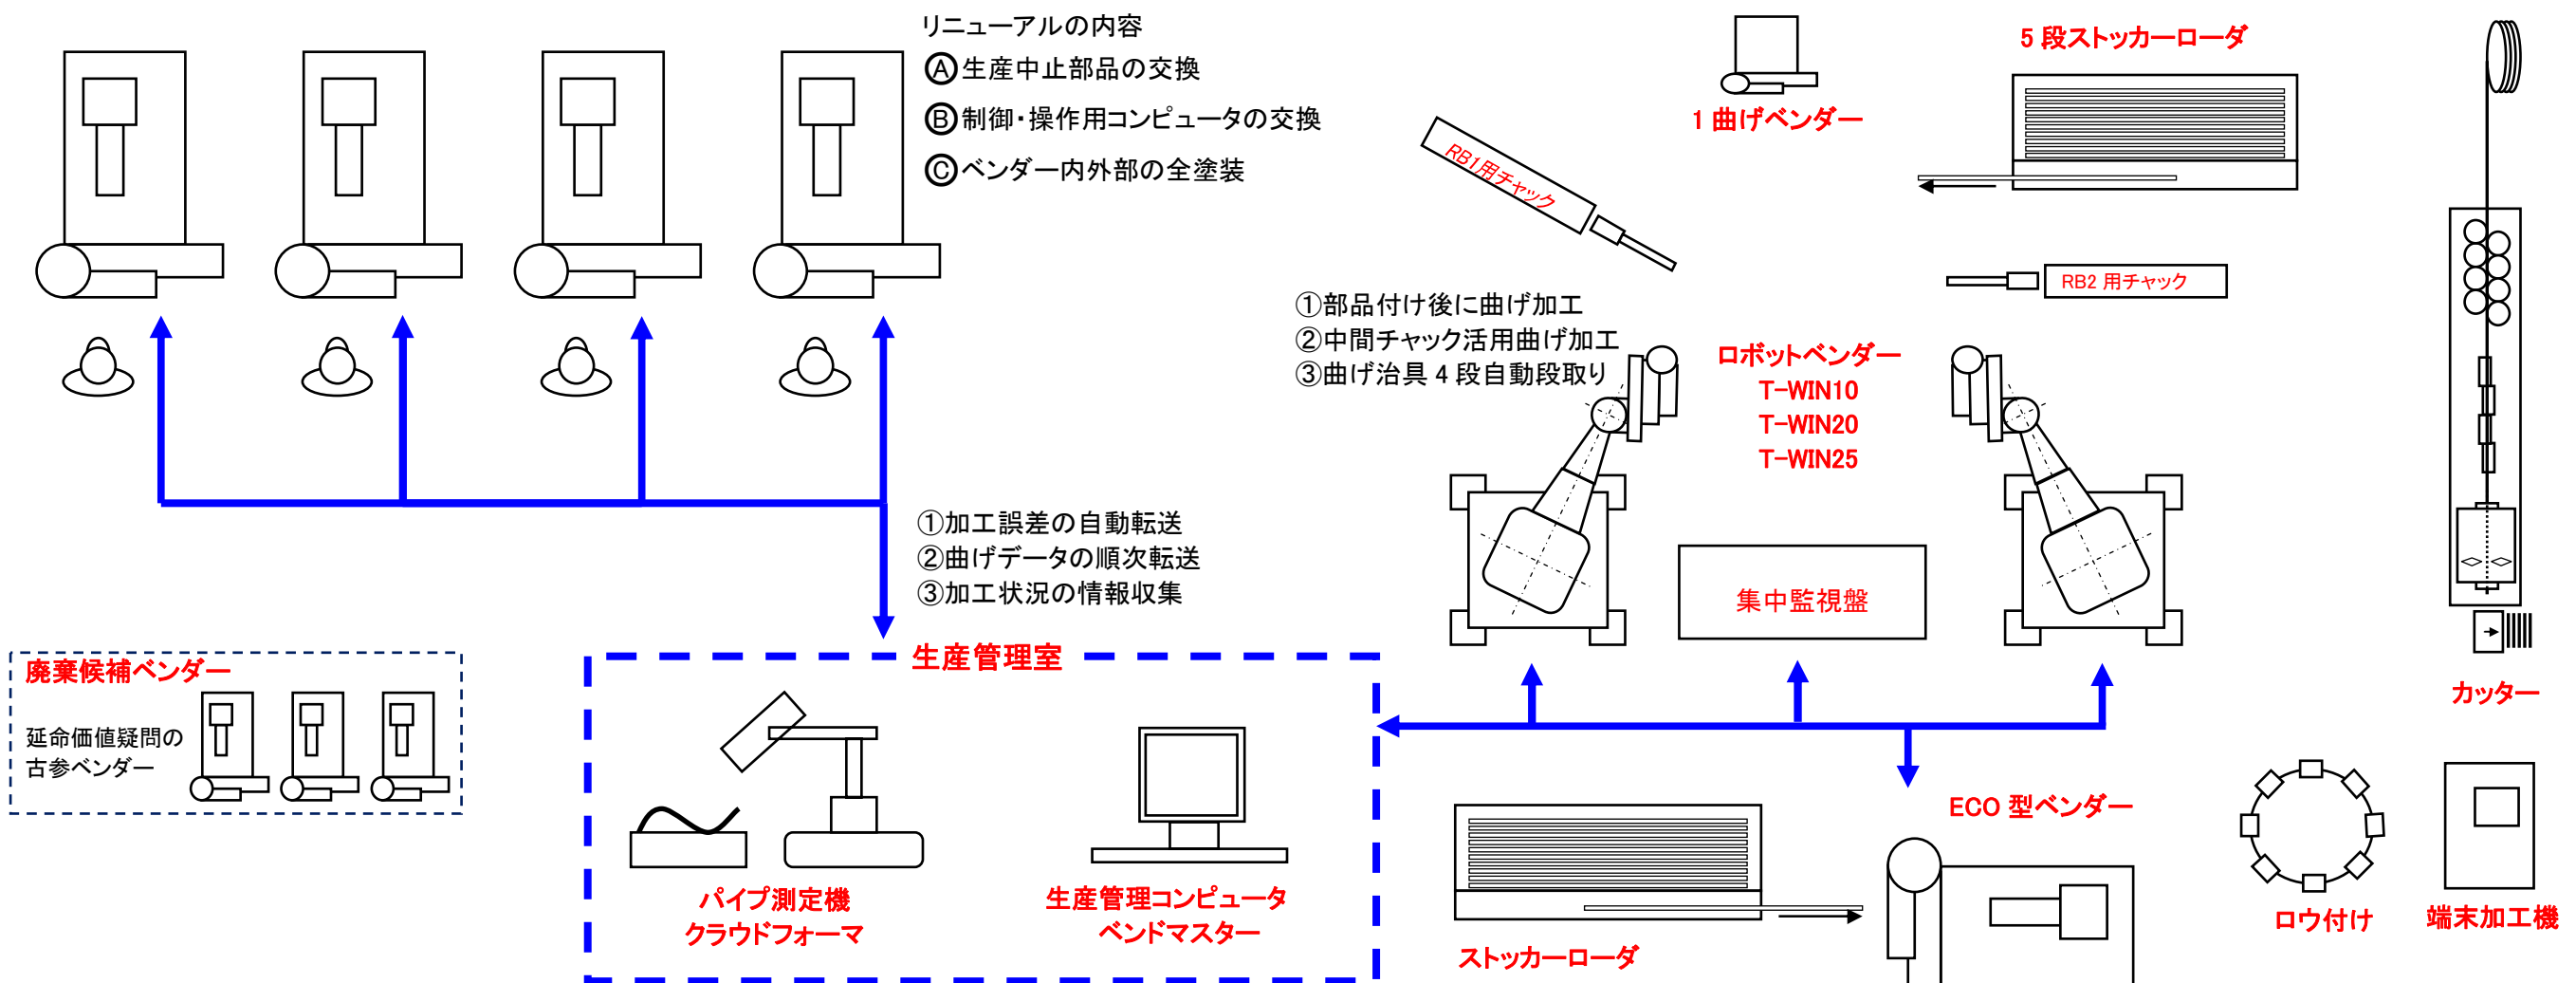 リニューアルの内容
Ⓐ生産中止部品の交換
Ⓑ制御・操作用コンピュータの交換
Ⓒベンダー内外部の全塗装
1曲げベンダー
5段ストッカーローダ
RB1用チャック
RB2 用チャック
①部品付け後に曲げ加工
②中間チャック活用曲げ加工
③曲げ治具4段自動段取り
ロボットベンダー
T-WIN10
T-WIN20
T-WIN25
①加工誤差の自動転送
②曲げデータの順次転送
③加工状況の情報収集
集中監視盤
カッター
生産管理室
廃棄候補ベンダー
延命価値疑問の
古参ベンダー
パイプ測定機
クラウドフォーマ
生産管理コンピュータ
ベンドマスター
ストッカーローダ
ECO 型ベンダー
ロウ付け
端末加工機